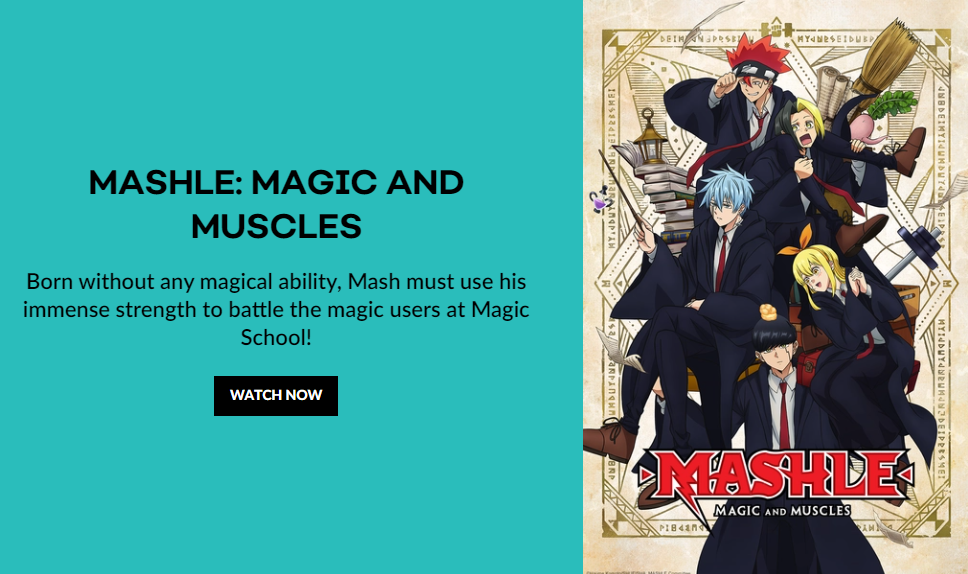 MASHLE: MAGIC AND
MUSCLES
Born without any magical ability, Mash must use his
immense strength to battle the magic users at Magic
School!
WATCH NOW
MASHLE
MAGIC AND MUSCLES